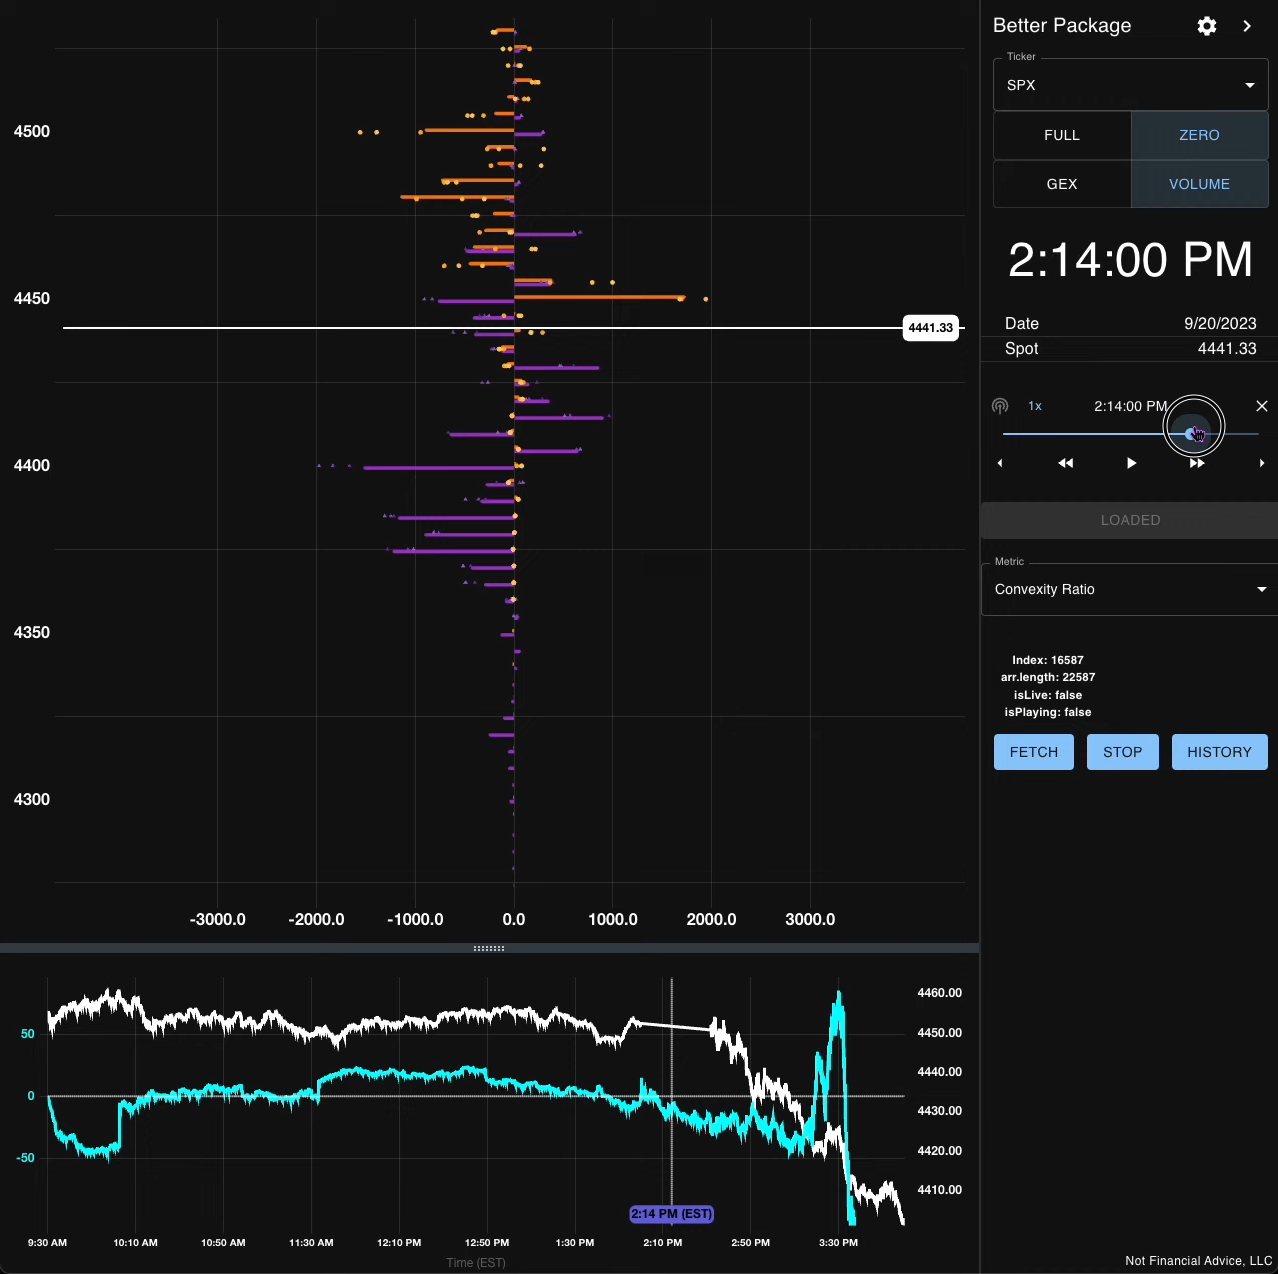 Better Package
Ticker
SPX
FULL
ZERO
GEX
VOLUME
2:14:00 PM
Date 9/20/2023
Spot 4441.33
1x 2:14:00 PM
LOADED
Metric
Convexity Ratio
Index: 16587
arr.length: 22587
isLive: false
isPlaying: false
FETCH
STOP
HISTORY
4500
4450
4441.33
4400
4350
4300
-3000.0 -2000.0 -1000.0 0.0 1000.0 2000.0 3000.0
50
0
-50
4460.00
4450.00
4440.00
4430.00
4420.00
4410.00
2:14 PM (EST)
9:30 AM 10:10 AM 10:50 AM 11:30 AM 12:10 PM 12:50 PM 1:30 PM 2:10 PM 2:50 PM 3:30 PM
Time (EST)
Not Financial Advice, LLC